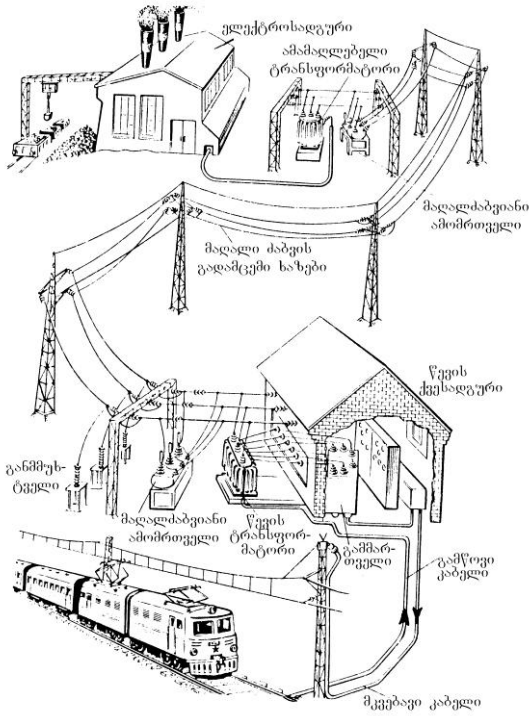 ელექტროსადგური
ამამაღლებელი
ტრანსფორმატორი
მაღალძაბვიანი
ამომრთველი
მაღალი ძაბვის
გადამცემი ხაზები
წევის
ქვესადგური
განმმუხ-
ტველი
მაღალძაბვიანი
ამომრთველი
წევის
ტრანსფორ-
მატორი
გამმარ-
თველი
გამწოვი
კაბელი
მკვებავი კაბელი